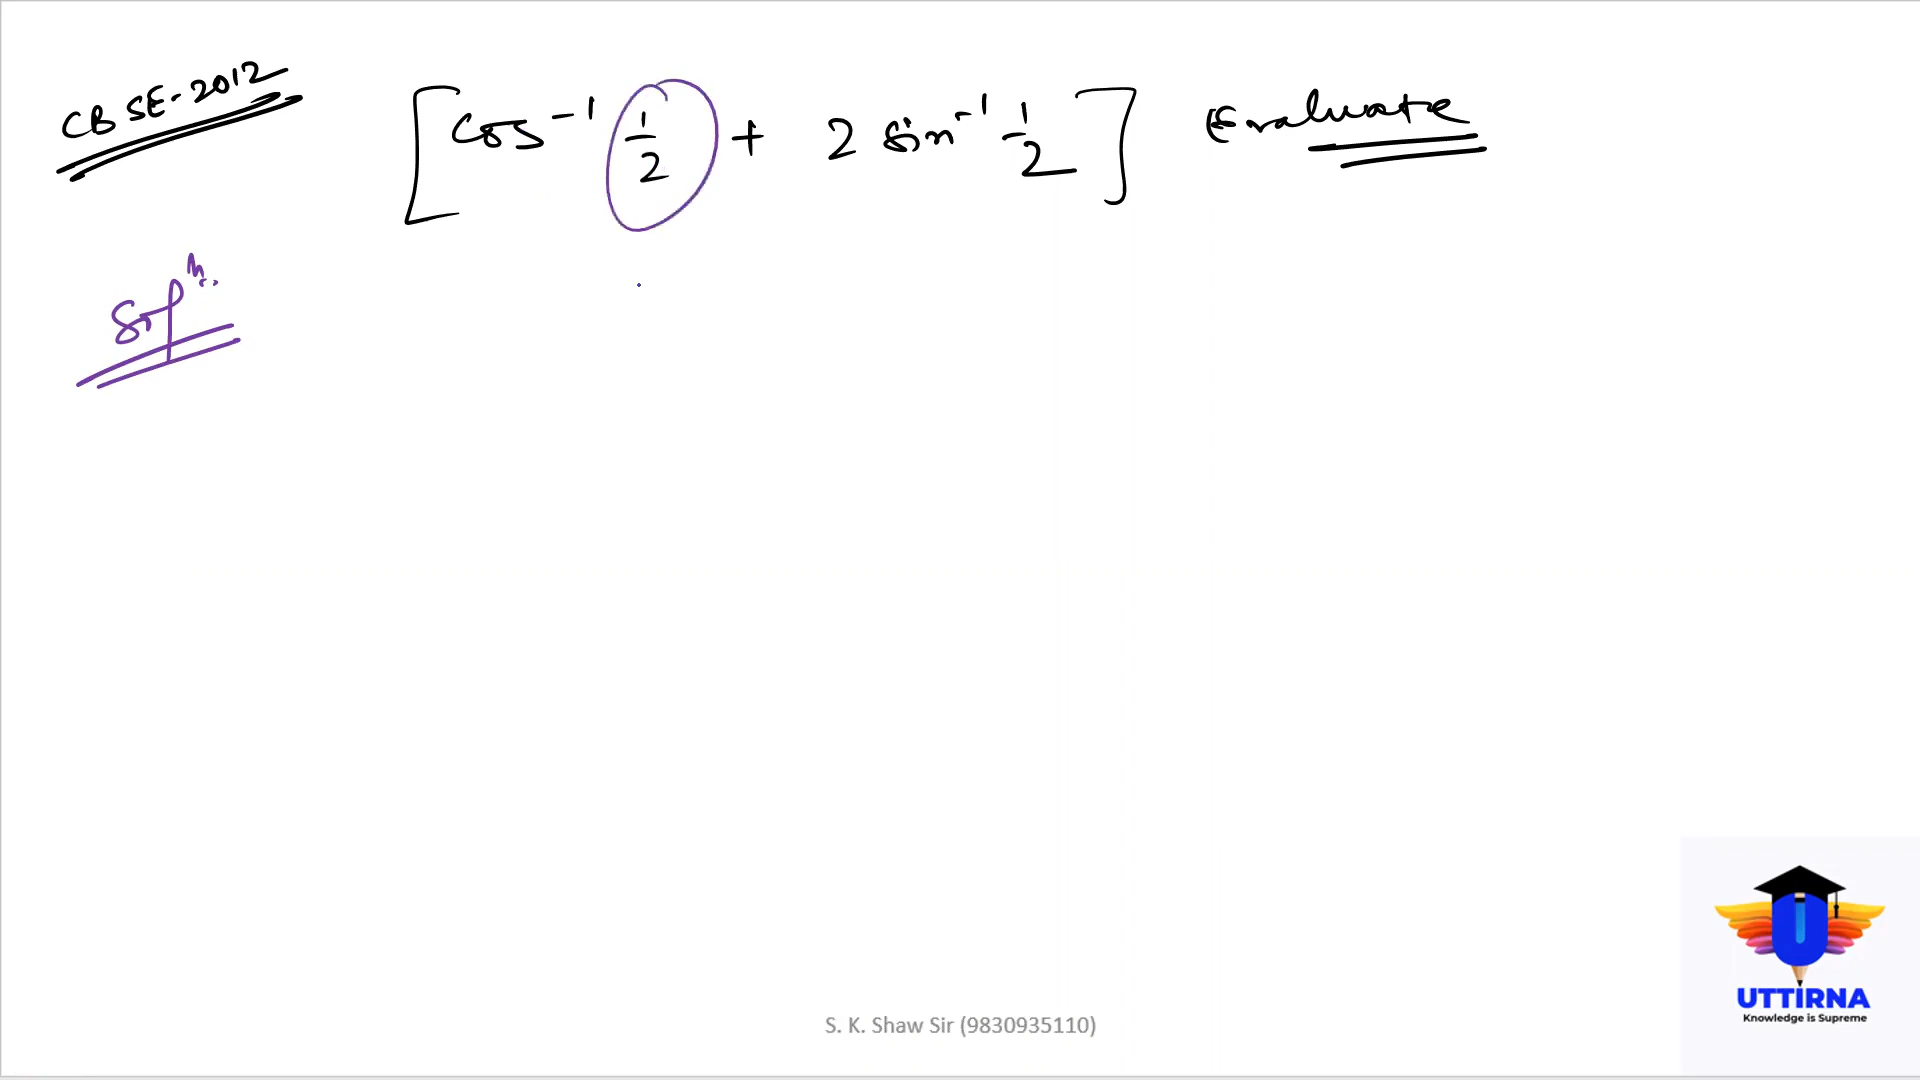 CBSE-2012
[cos⁻¹ 1/2 + 2 sin⁻¹ 1/2] Evaluate
Solⁿ:
S. K. Shaw Sir (9830935110)
U
UTTIRNA
Knowledge is Supreme